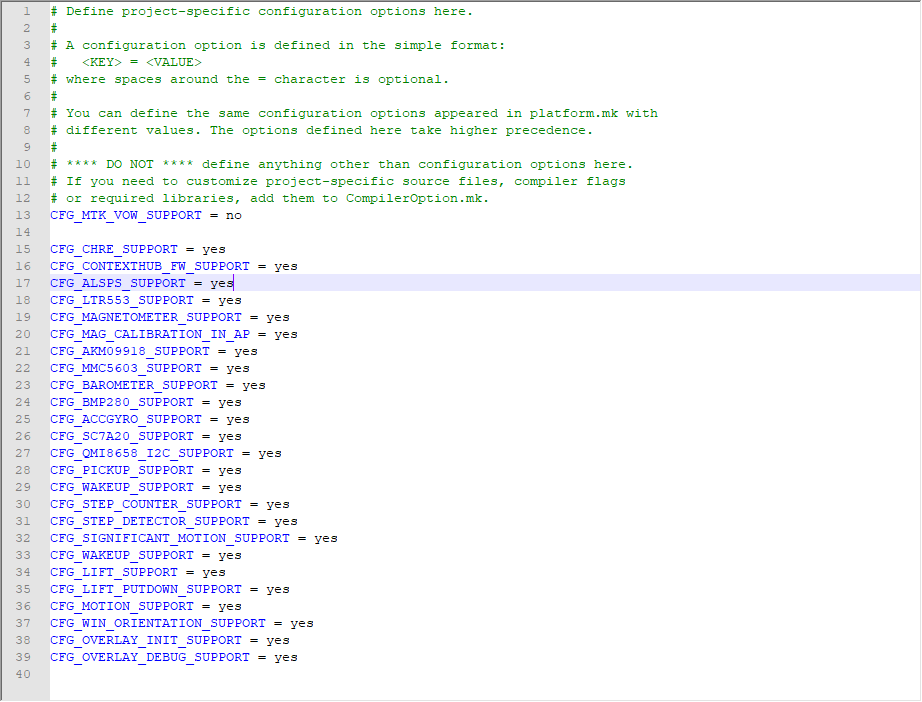 1 # Define project-specific configuration options here.
2 #
3 # A configuration option is defined in the simple format:
4 #   <KEY> = <VALUE>
5 # where spaces around the = character is optional.
6 #
7 # You can define the same configuration options appeared in platform.mk with
8 # different values. The options defined here take higher precedence.
9 #
10 # **** DO NOT **** define anything other than configuration options here.
11 # If you need to customize project-specific source files, compiler flags
12 # or required libraries, add them to CompilerOption.mk.
13 CFG_MTK_VOW_SUPPORT = no
14
15 CFG_CHRE_SUPPORT = yes
16 CFG_CONTEXTHUB_FW_SUPPORT = yes
17 CFG_ALSPS_SUPPORT = yes
18 CFG_LTR553_SUPPORT = yes
19 CFG_MAGNETOMETER_SUPPORT = yes
20 CFG_MAG_CALIBRATION_IN_AP = yes
21 CFG_AKM09918_SUPPORT = yes
22 CFG_MMC5603_SUPPORT = yes
23 CFG_BAROMETER_SUPPORT = yes
24 CFG_BMP280_SUPPORT = yes
25 CFG_ACCGYRO_SUPPORT = yes
26 CFG_SC7A20_SUPPORT = yes
27 CFG_QMI8658_I2C_SUPPORT = yes
28 CFG_PICKUP_SUPPORT = yes
29 CFG_WAKEUP_SUPPORT = yes
30 CFG_STEP_COUNTER_SUPPORT = yes
31 CFG_STEP_DETECTOR_SUPPORT = yes
32 CFG_SIGNIFICANT_MOTION_SUPPORT = yes
33 CFG_WAKEUP_SUPPORT = yes
34 CFG_LIFT_SUPPORT = yes
35 CFG_LIFT_PUTDOWN_SUPPORT = yes
36 CFG_MOTION_SUPPORT = yes
37 CFG_WIN_ORIENTATION_SUPPORT = yes
38 CFG_OVERLAY_INIT_SUPPORT = yes
39 CFG_OVERLAY_DEBUG_SUPPORT = yes
40